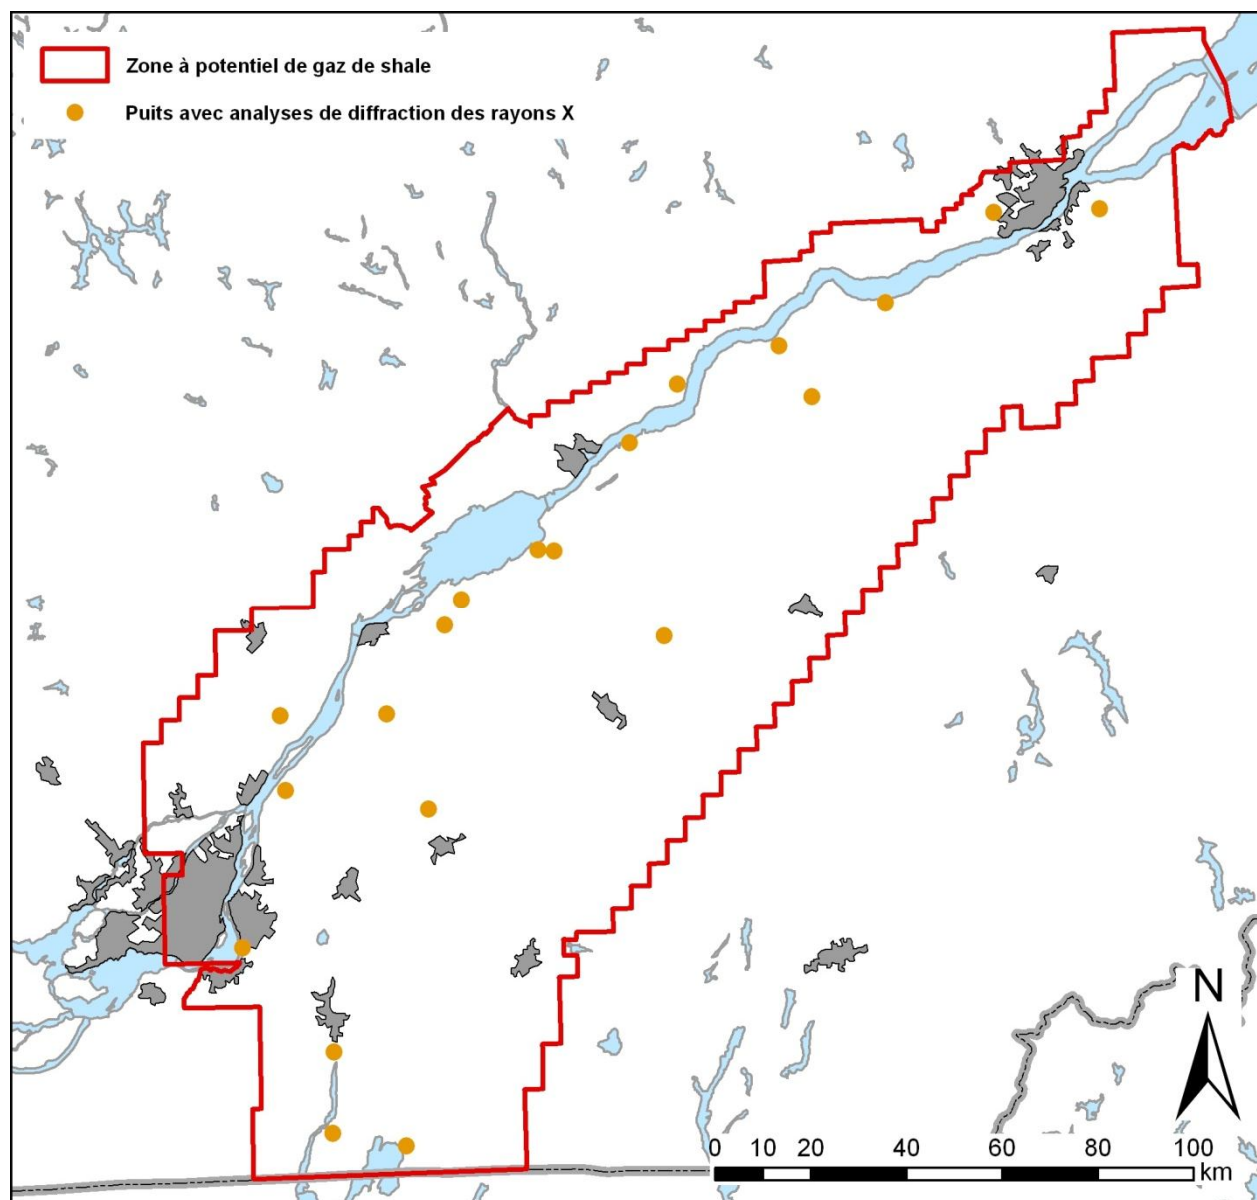 Zone à potentiel de gaz de shale
Puits avec analyses de diffraction des rayons X
N
0 10 20 40 60 80 100
km